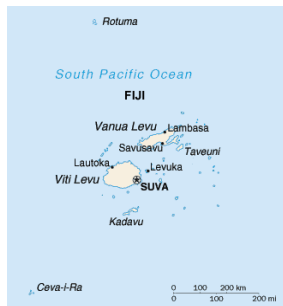 Rotuma
South Pacific Ocean
FIJI
Vanua Levu
Lambasa
Savusavu
Taveuni
Lautoka
Levuka
Viti Levu
SUVA
Kadavu
Ceva-i-Ra
0 100 200 km
0 100 200 mi